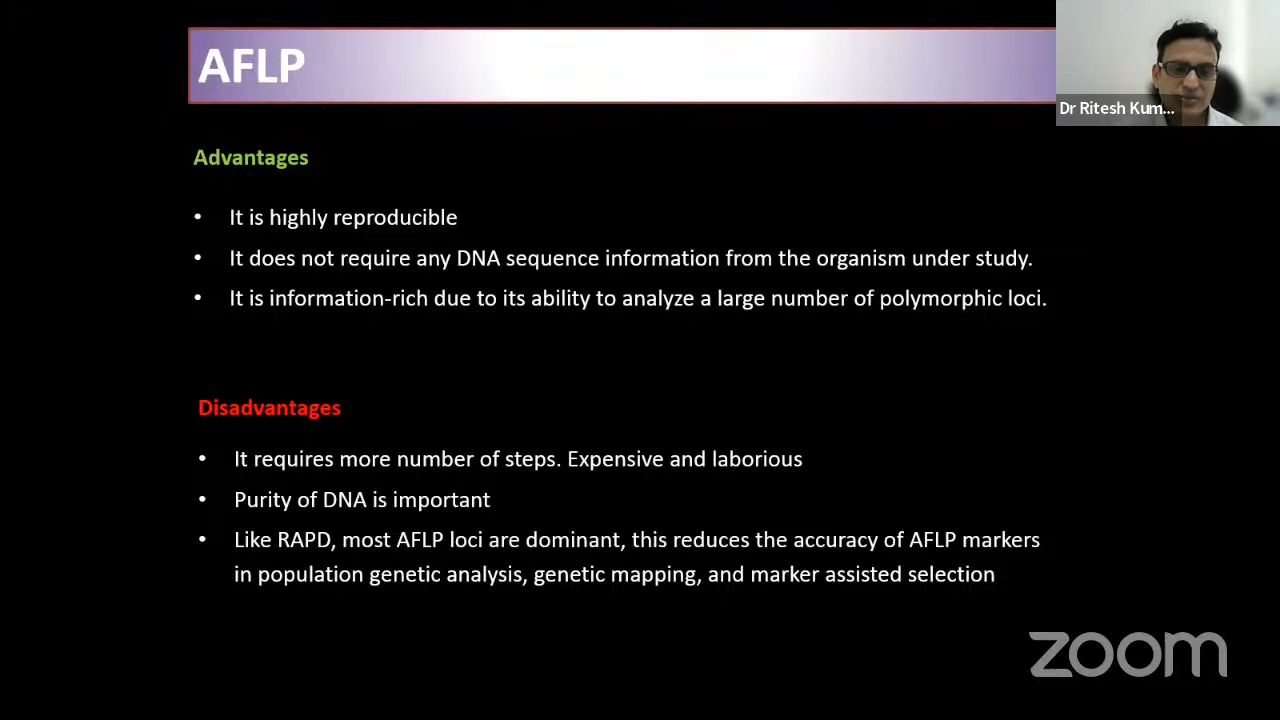 AFLP
Dr Ritesh Kum...
Advantages
• It is highly reproducible
• It does not require any DNA sequence information from the organism under study.
• It is information-rich due to its ability to analyze a large number of polymorphic loci.
Disadvantages
• It requires more number of steps. Expensive and laborious
• Purity of DNA is important
• Like RAPD, most AFLP loci are dominant, this reduces the accuracy of AFLP markers
in population genetic analysis, genetic mapping, and marker assisted selection
zoom